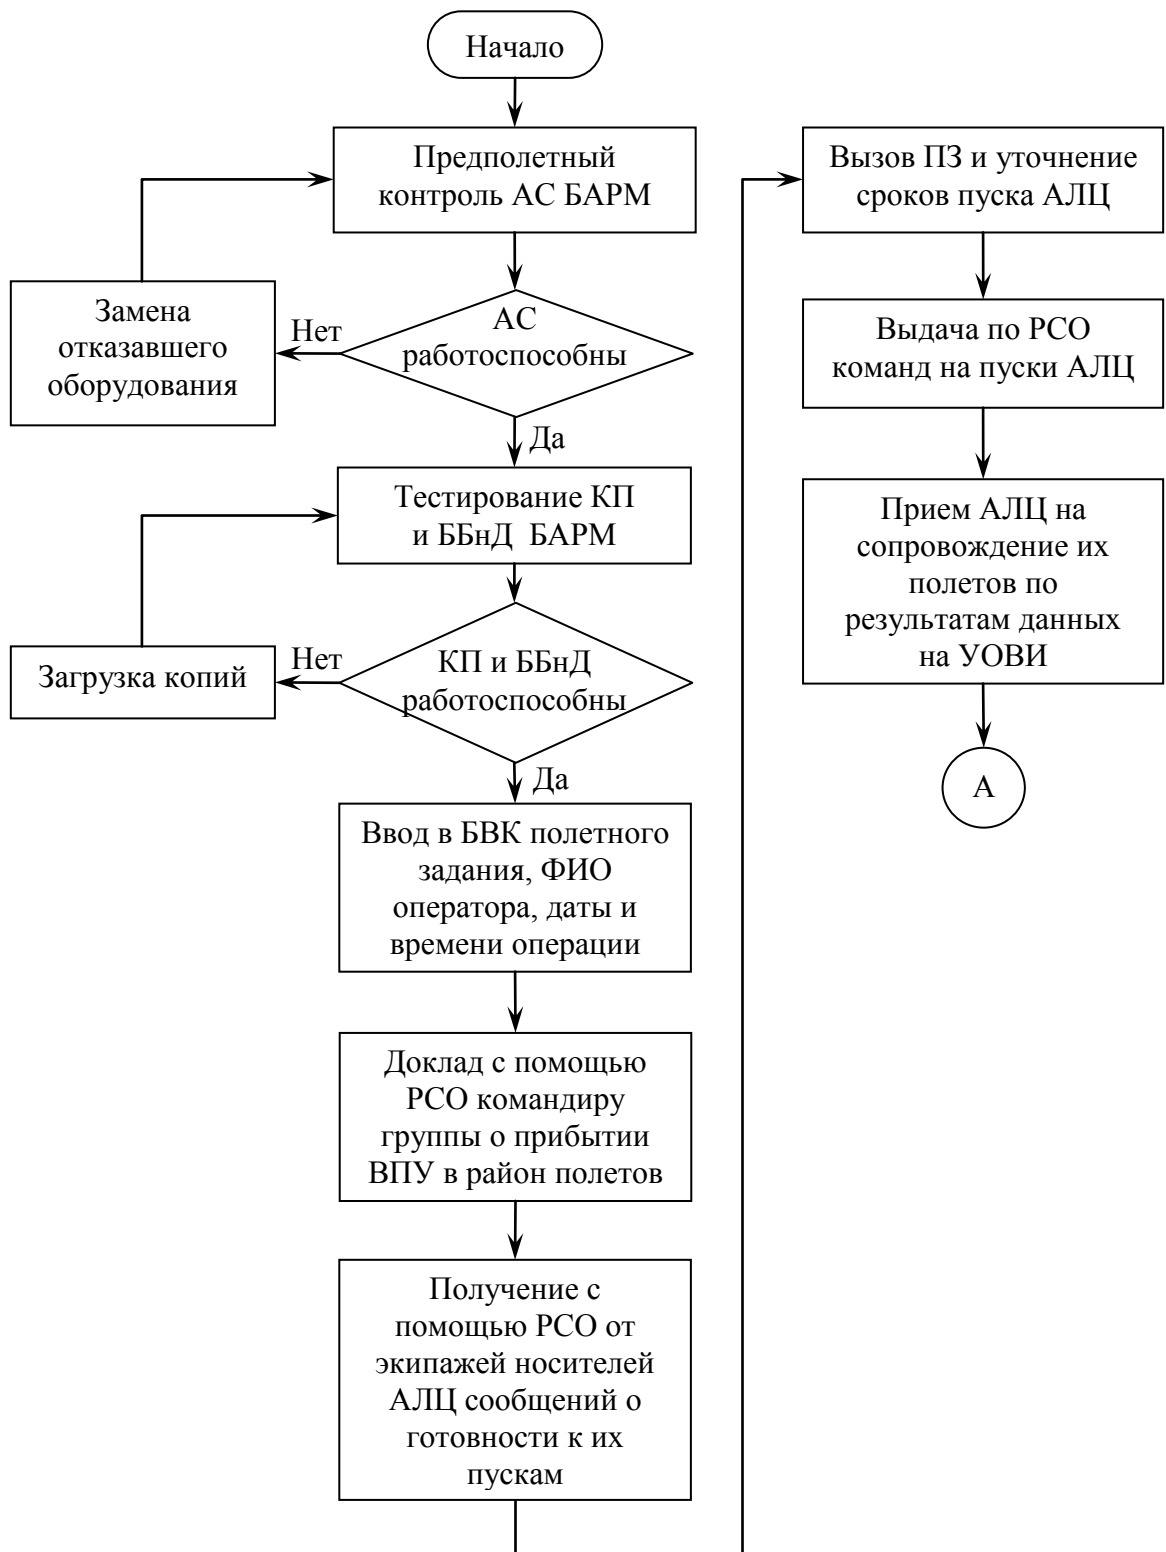 Начало
Предполетный
контроль АС БАРМ
Замена
отказавшего
оборудования
Нет
АС
работоспособны
Да
Тестирование КП
и ББнД БАРМ
Загрузка копий
Нет
КП и ББнД
работоспособны
Да
Ввод в БВК полетного
задания, ФИО
оператора, даты и
времени операции
Доклад с помощью
РСО командиру
группы о прибытии
ВПУ в район полетов
Получение с
помощью РСО от
экипажей носителей
АЛЦ сообщений о
готовности к их
пускам
Вызов ПЗ и уточнение
сроков пуска АЛЦ
Выдача по РСО
команд на пуски АЛЦ
Прием АЛЦ на
сопровождение их
полетов по
результатам данных
на УОВИ
А